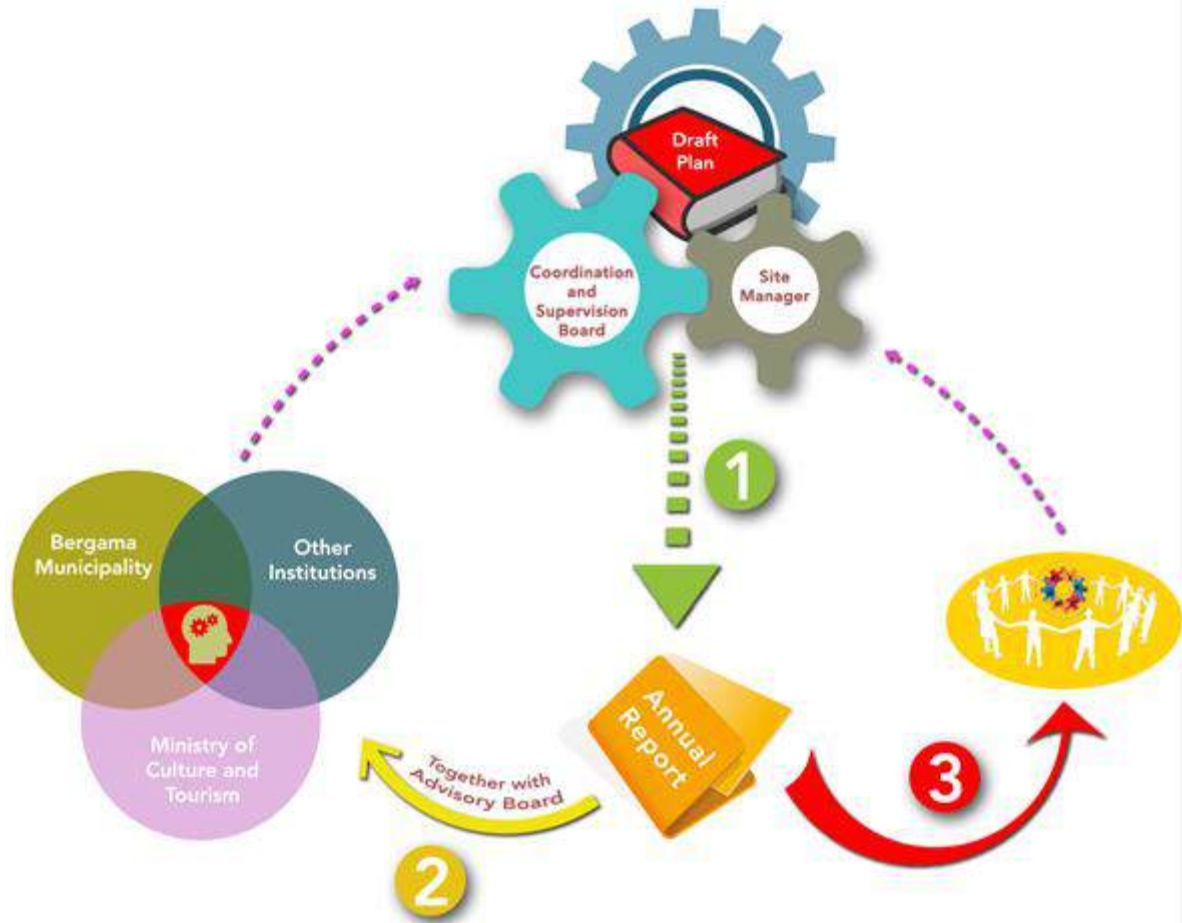 Draft
Plan
Coordination
and
Supervision
Board
Site
Manager
1
Bergama
Municipality
Other
Institutions
Ministry of
Culture and
Tourism
Together with
Advisory Board
2
Annual
Report
3